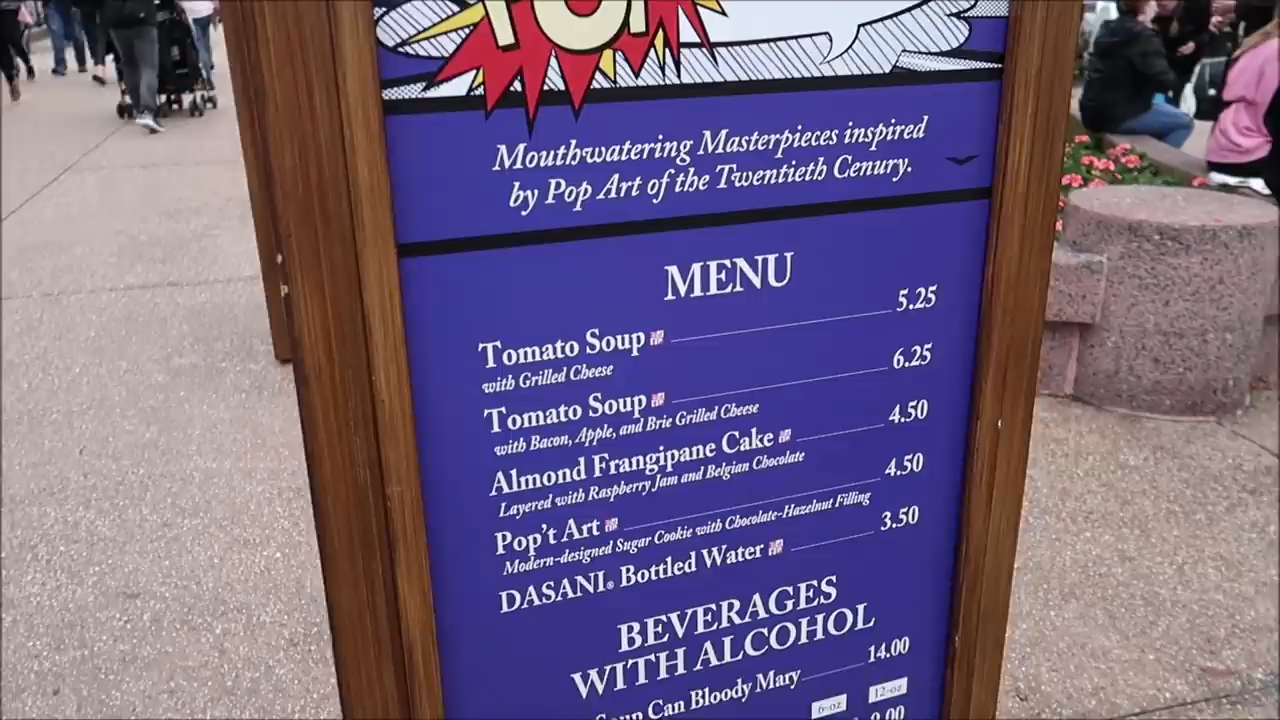 POP
Mouthwatering Masterpieces inspired
by Pop Art of the Twentieth Cenury.
MENU
Tomato Soup 5.25
with Grilled Cheese
Tomato Soup 6.25
with Bacon, Apple, and Brie Grilled Cheese
Almond Frangipane Cake 4.50
Layered with Raspberry Jam and Belgian Chocolate
Pop't Art 4.50
Modern-designed Sugar Cookie with Chocolate-Hazelnut Filling
DASANI® Bottled Water 3.50
BEVERAGES
WITH ALCOHOL
Soup Can Bloody Mary 14.00
6-oz 12-oz
9.00